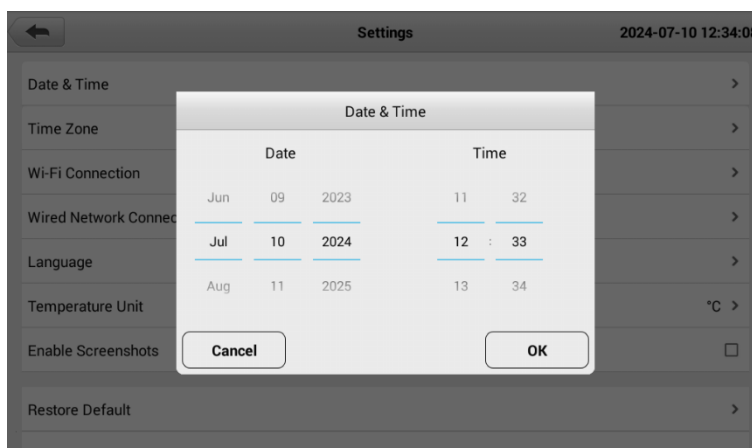 Settings
2024-07-10 12:34:0
Date & Time
Time Zone
Wi-Fi Connection
Wired Network Connec
Language
Temperature Unit
°C
Enable Screenshots
Restore Default
Date & Time
Date Time
Jun 09 2023 11 32
Jul 10 2024 12 : 33
Aug 11 2025 13 34
Cancel OK